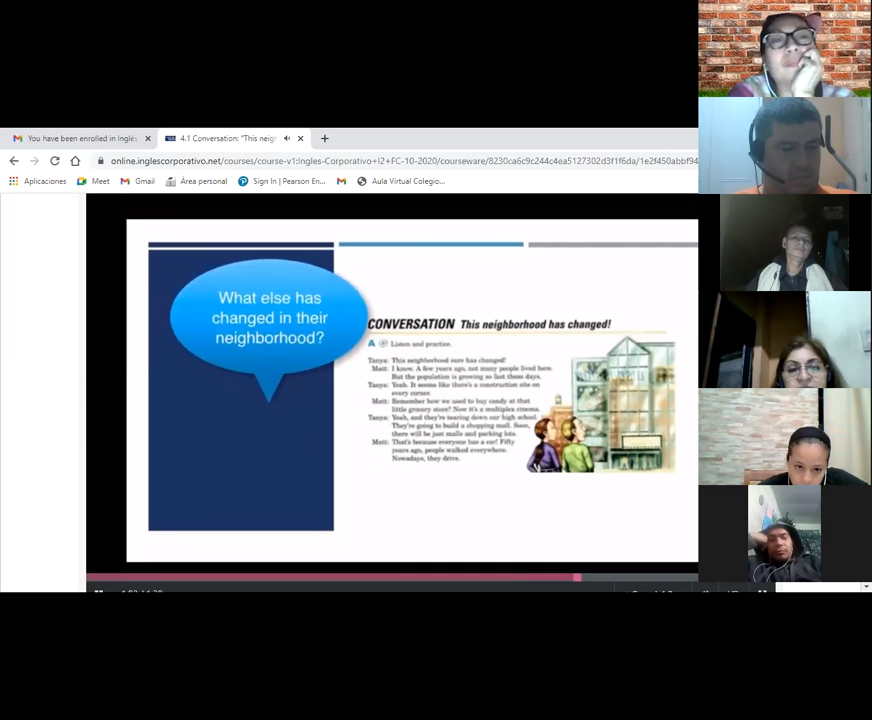 You have been enrolled in Inglés
4.1 Conversation: "This neig
online.inglescorporativo.net/courses/course-v1:Ingles-Corporativo+I2+FC-10-2020/courseware/8230ca6c9c244c4ea5127302d3f1f6da/1e2f450abbf94
Aplicaciones
Meet
Gmail
Área personal
Sign In | Pearson En...
Aula Virtual Colegio...
What else has
changed in their
neighborhood?
CONVERSATION This neighborhood has changed!
A Listen and practice.
Tanya: This neighborhood sure has changed!
Matt: I know. A few years ago, not many people lived here.
But the population is growing so fast these days.
Tanya: Yeah. It seems like there's a construction site on
every corner.
Matt: Remember how we used to buy candy at that
little grocery store? Now it's a multiplex cinema.
Tanya: Yeah, and they're tearing down our high school.
They're going to build a shopping mall. Soon,
there will be just malls and parking lots.
Matt: That's because everyone has a car! Fifty
years ago, people walked everywhere.
Nowadays, they drive.